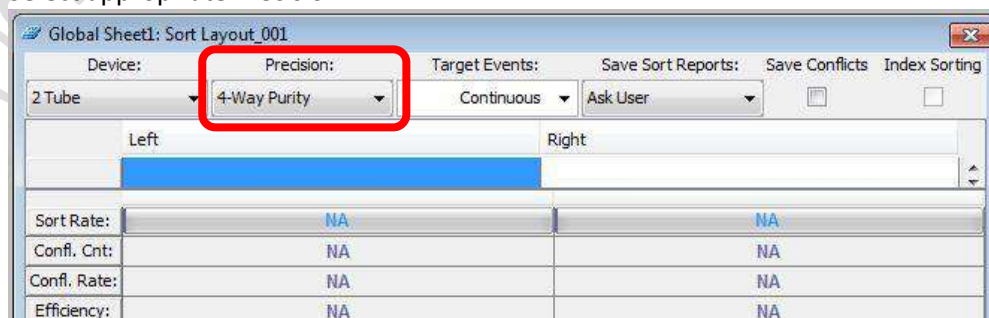 Global Sheet1: Sort Layout_001
Device: Precision: Target Events: Save Sort Reports: Save Conflicts Index Sorting
2 Tube 4-Way Purity Continuous Ask User
Left Right
Sort Rate: NA NA
Confl. Cnt: NA NA
Confl. Rate: NA NA
Efficiency: NA NA